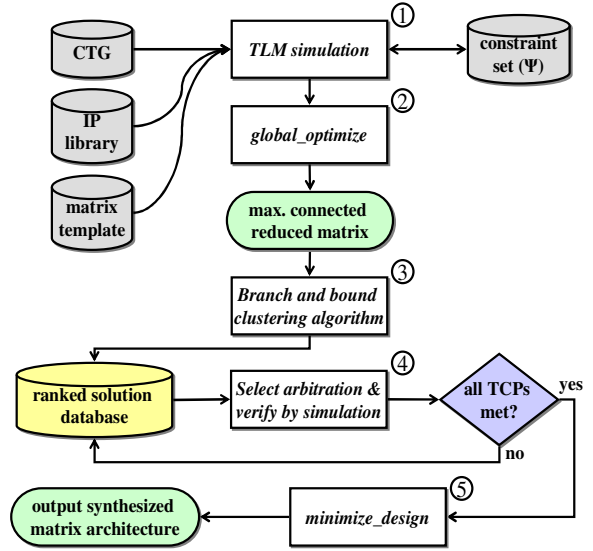 1
CTG
TLM simulation
constraint
set (Ψ)
2
IP
library
global_optimize
matrix
template
max. connected
reduced matrix
3
Branch and bound
clustering algorithm
4
ranked solution
database
Select arbitration &
verify by simulation
all TCPs
met?
yes
no
5
output synthesized
matrix architecture
minimize_design